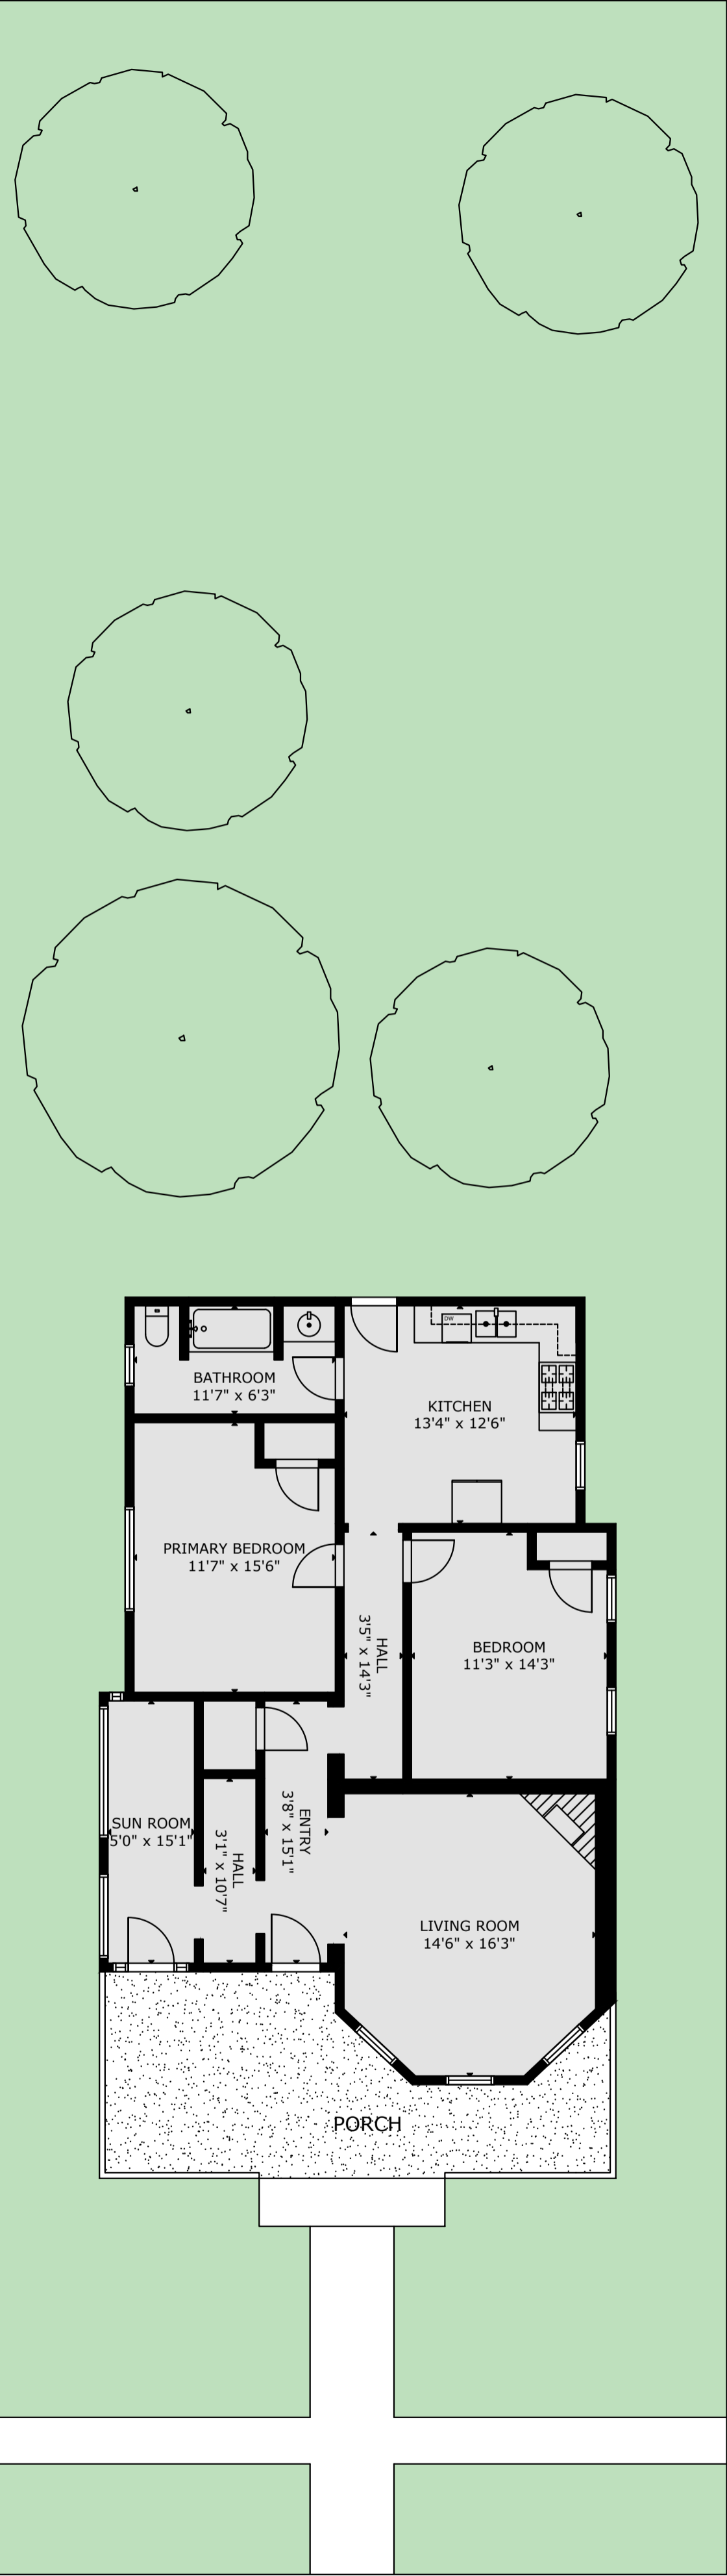 DW
BATHROOM
11'7" x 6'3"
KITCHEN
13'4" x 12'6"
PRIMARY BEDROOM
11'7" x 15'6"
HALL
3'5" x 14'3"
BEDROOM
11'3" x 14'3"
SUN ROOM
5'0" x 15'1"
HALL
3'1" x 10'7"
ENTRY
3'8" x 15'1"
LIVING ROOM
14'6" x 16'3"
PORCH